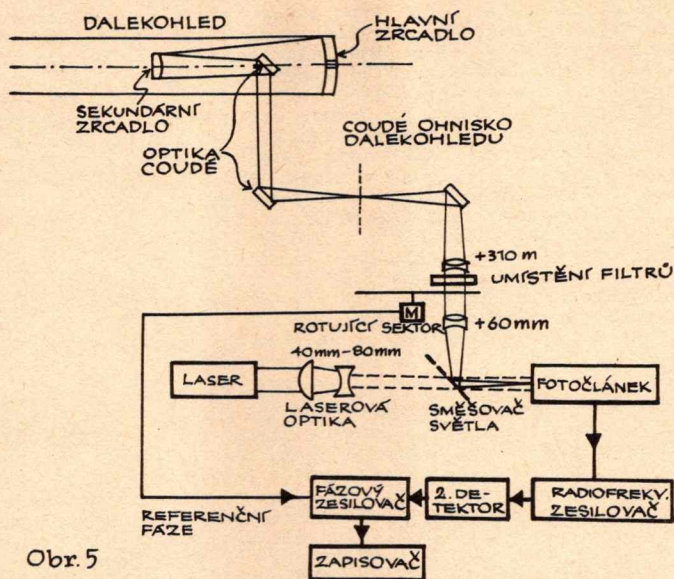 DALEKOHLED
HLAVNÍ
ZRCADLO
SEKUNDÁRNÍ
ZRCADLO
OPTIKA
COUDÉ
COUDÉ OHNISKO
DALEKOHLEDU
+310 m
UMÍSTĚNÍ FILTRŮ
M
ROTUJÍCÍ SEKTOR
+60mm
40mm-80mm
LASER
LASEROVÁ
OPTIKA
SMĚŠOVAČ
SVĚTLA
FOTOČLÁNEK
REFERENČNÍ
FÁZE
FÁZOVÝ
ZESILOVAČ
2. DE-
TEKTOR
RADIOFREKV.
ZESILOVAČ
ZAPISOVAČ
Obr. 5